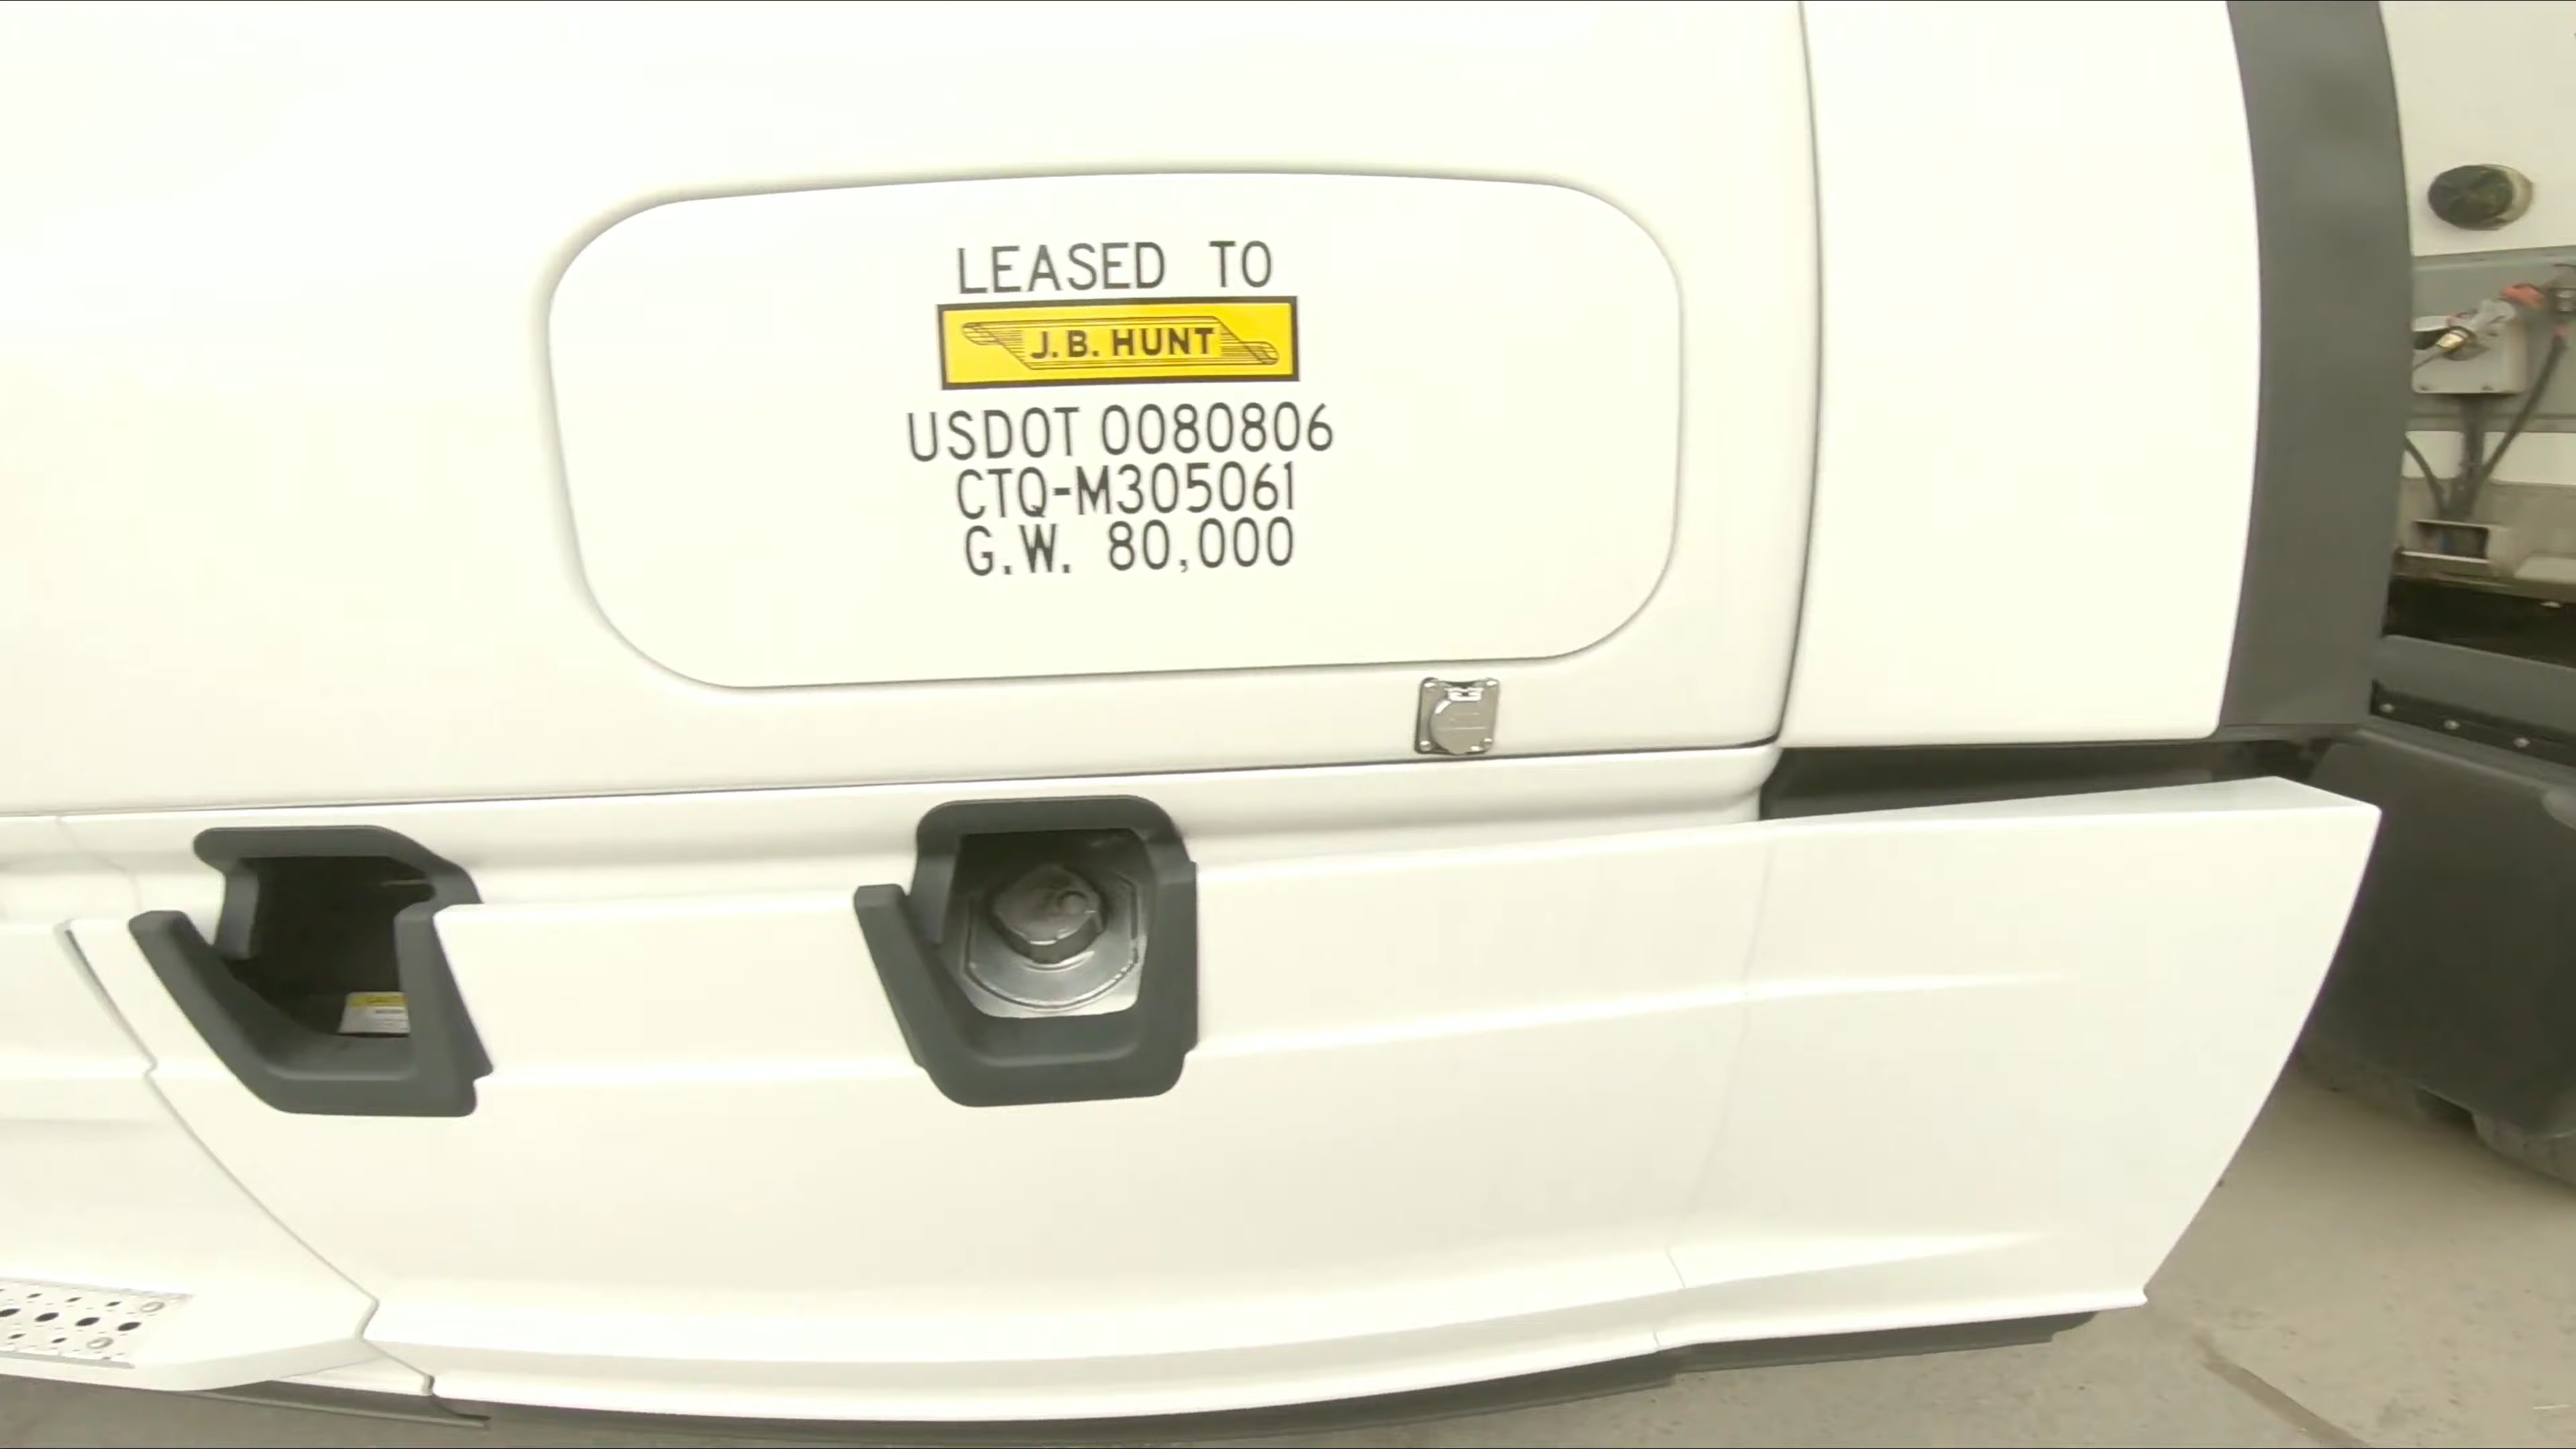 LEASED TO
J.B. HUNT
USDOT 0080806
CTQ-M305061
G.W. 80,000